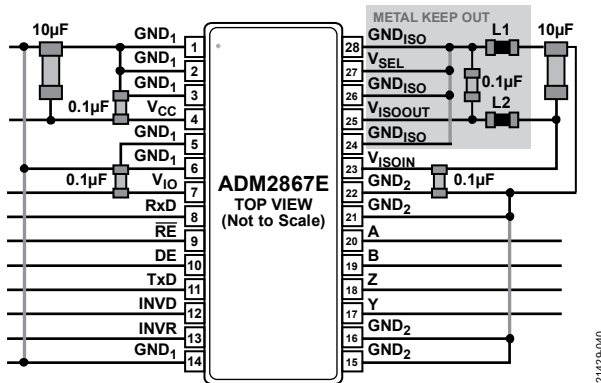 METAL KEEP OUT
10µF
GND1
1
28
GNDISO
L1
10µF
GND1
2
27
VSEL
GND1
3
26
GNDISO
0.1µF
0.1µF
VCC
4
25
VISOOUT
L2
GND1
5
24
GNDISO
GND1
6
23
VISOIN
0.1µF
VIO
7
22
GND2
0.1µF
ADM2867E
TOP VIEW
(Not to Scale)
RxD
8
21
GND2
RE
9
20
A
DE
10
19
B
TxD
11
18
Z
INVD
12
17
Y
INVR
13
16
GND2
GND1
14
15
GND2
21429-040